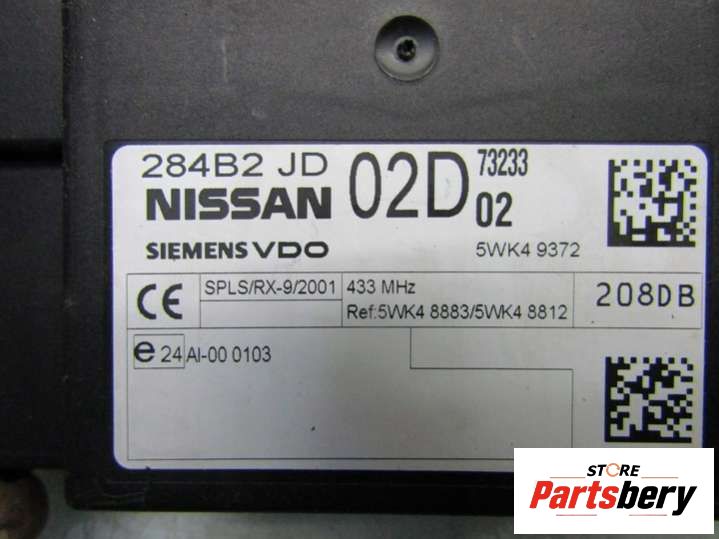 284B2 JD 02D 73233
NISSAN 02
SIEMENS VDO 5WK4 9372
CE SPLS/RX-9/2001 433 MHz
Ref:5WK4 8883/5WK4 8812
208DB
e 24 AI-00 0103
STORE
Partsbery